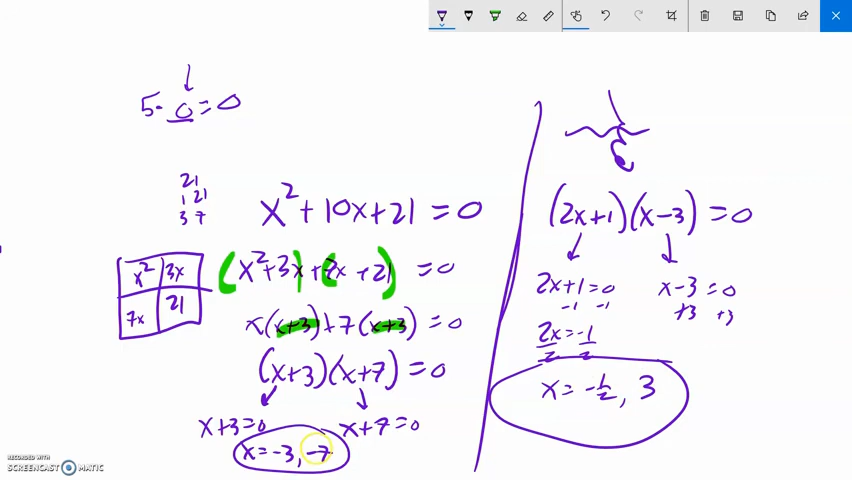 5·0=0
21
1 21
3 7
x²+10x+21=0
x² 3x
7x 21
(x²+3x)+(7x+21)=0
x(x+3)+7(x+3)=0
(x+3)(x+7)=0
x+3=0 x+7=0
x=-3, -7
(2x+1)(x-3)=0
2x+1=0 x-3=0
-1 -1 +3 +3
2x=-1
2 2
x=-1/2, 3
RECORDED WITH
SCREENCAST MATIC